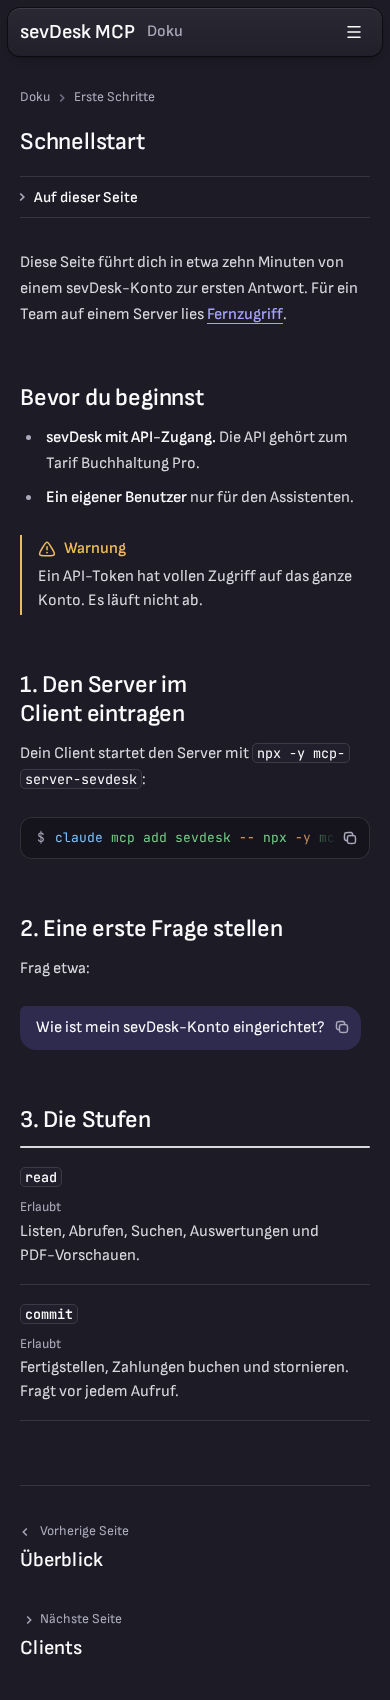 sevDesk MCP Doku
Doku > Erste Schritte
Schnellstart
Auf dieser Seite
Diese Seite führt dich in etwa zehn Minuten von
einem sevDesk-Konto zur ersten Antwort. Für ein
Team auf einem Server lies Fernzugriff.
Bevor du beginnst
• sevDesk mit API-Zugang. Die API gehört zum
Tarif Buchhaltung Pro.
• Ein eigener Benutzer nur für den Assistenten.
Warnung
Ein API-Token hat vollen Zugriff auf das ganze
Konto. Es läuft nicht ab.
1. Den Server im
Client eintragen
Dein Client startet den Server mit npx -y mcp-
server-sevdesk:
$ claude mcp add sevdesk -- npx -y mc
2. Eine erste Frage stellen
Frag etwa:
Wie ist mein sevDesk-Konto eingerichtet?
3. Die Stufen
read
Erlaubt
Listen, Abrufen, Suchen, Auswertungen und
PDF-Vorschauen.
commit
Erlaubt
Fertigstellen, Zahlungen buchen und stornieren.
Fragt vor jedem Aufruf.
Vorherige Seite
Überblick
Nächste Seite
Clients